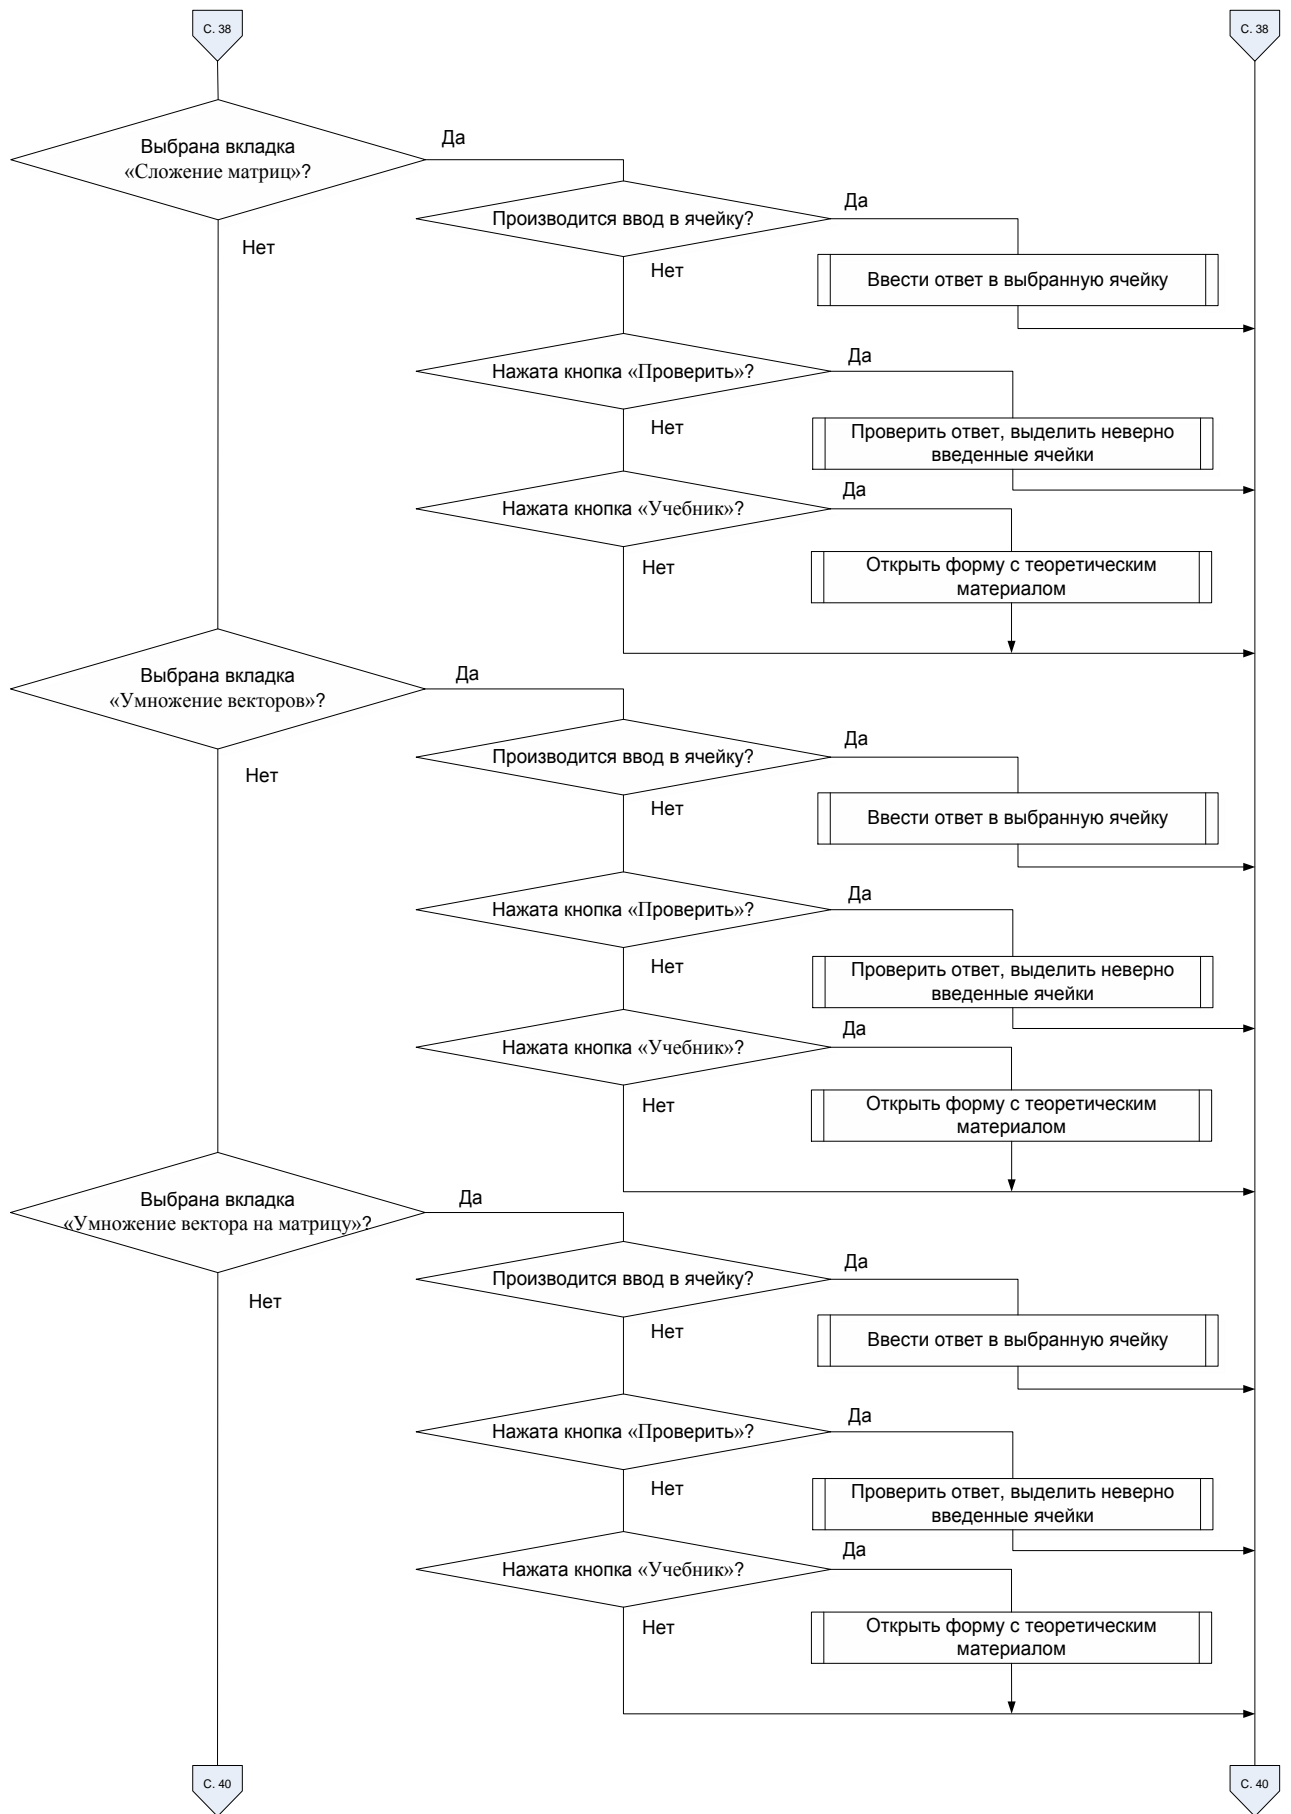 С. 38
С. 38
Выбрана вкладка
«Сложение матриц»?
Да
Нет
Производится ввод в ячейку?
Да
Нет
Ввести ответ в выбранную ячейку
Нажата кнопка «Проверить»?
Да
Нет
Проверить ответ, выделить неверно
введенные ячейки
Нажата кнопка «Учебник»?
Да
Нет
Открыть форму с теоретическим
материалом
Выбрана вкладка
«Умножение векторов»?
Да
Нет
Производится ввод в ячейку?
Да
Нет
Ввести ответ в выбранную ячейку
Нажата кнопка «Проверить»?
Да
Нет
Проверить ответ, выделить неверно
введенные ячейки
Нажата кнопка «Учебник»?
Да
Нет
Открыть форму с теоретическим
материалом
Выбрана вкладка
«Умножение вектора на матрицу»?
Да
Нет
Производится ввод в ячейку?
Да
Нет
Ввести ответ в выбранную ячейку
Нажата кнопка «Проверить»?
Да
Нет
Проверить ответ, выделить неверно
введенные ячейки
Нажата кнопка «Учебник»?
Да
Нет
Открыть форму с теоретическим
материалом
С. 40
С. 40